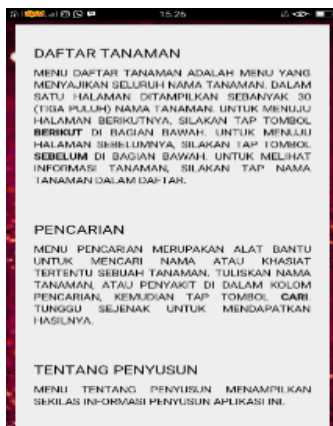 15.26
DAFTAR TANAMAN
MENU DAFTAR TANAMAN ADALAH MENU YANG
MENYAJIKAN SELURUH NAMA TANAMAN. DALAM
SATU HALAMAN DITAMPILKAN SEBANYAK 30
(TIGA PULUH) NAMA TANAMAN. UNTUK MENUJU
HALAMAN BERIKUTNYA, SILAKAN TAP TOMBOL
BERIKUT DI BAGIAN BAWAH. UNTUK MENUJU
HALAMAN SEBELUMNYA, SILAKAN TAP TOMBOL
SEBELUM DI BAGIAN BAWAH. UNTUK MELIHAT
INFORMASI TANAMAN, SILAKAN TAP NAMA
TANAMAN DALAM DAFTAR.
PENCARIAN
MENU PENCARIAN MERUPAKAN ALAT BANTU
UNTUK MENCARI NAMA ATAU KHASIAT
TERTENTU SEBUAH TANAMAN. TULISKAN NAMA
TANAMAN, ATAU PENYAKIT DI DALAM KOLOM
PENCARIAN, KEMUDIAN TAP TOMBOL CARI.
TUNGGU SEJENAK UNTUK MENDAPATKAN
HASILNYA.
TENTANG PENYUSUN
MENU TENTANG PENYUSUN MENAMPILKAN
SEKILAS INFORMASI PENYUSUN APLIKASI INI.